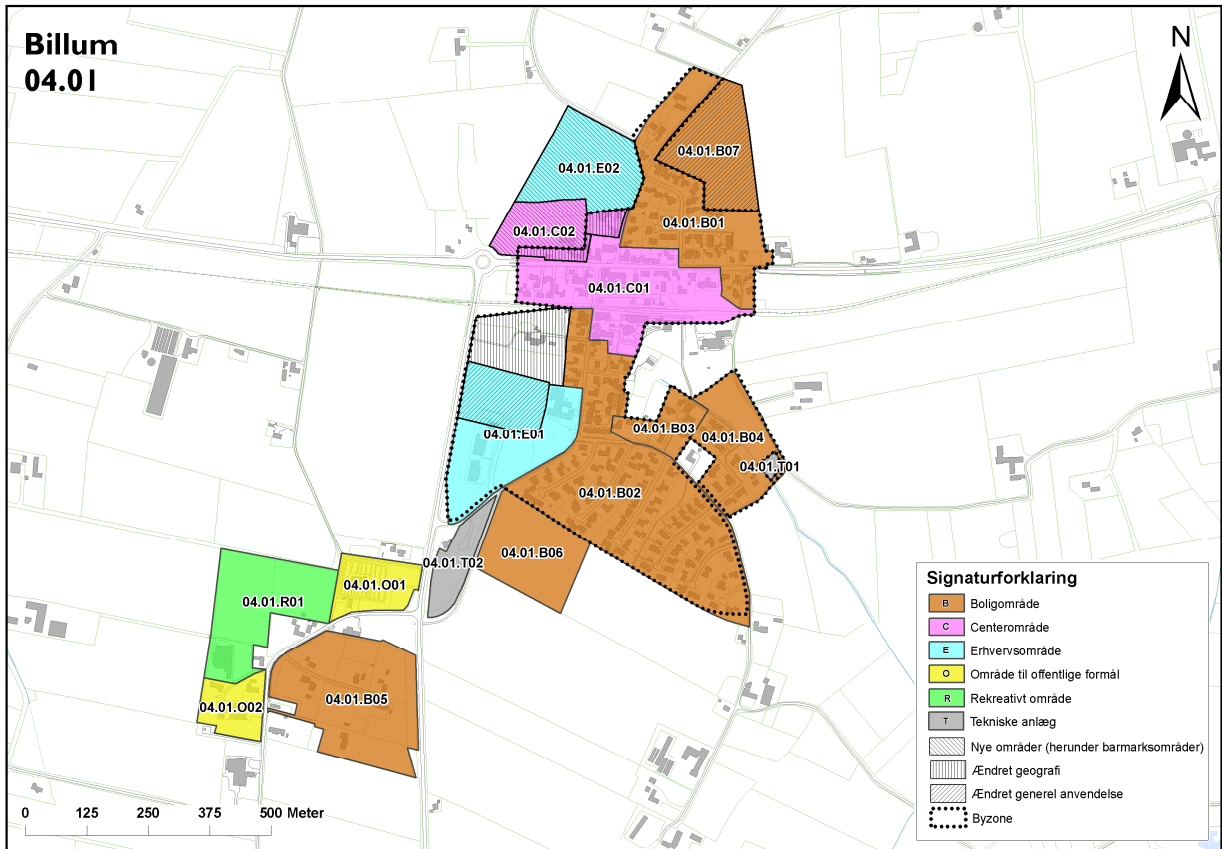 Billum
04.01
N
04.01.B07
04.01.E02
04.01.B01
04.01.C02
04.01.C01
04.01.B03
04.01.E01
04.01.B04
04.01.T01
04.01.B02
04.01.B06
04.01.T02
04.01.O01
04.01.R01
04.01.B05
04.01.O02
Signaturforklaring
B Boligområde
C Centerområde
E Erhvervsområde
O Område til offentlige formål
R Rekreativt område
T Tekniske anlæg
Nye områder (herunder barmarksområder)
Ændret geografi
Ændret generel anvendelse
Byzone
0 125 250 375 500 Meter